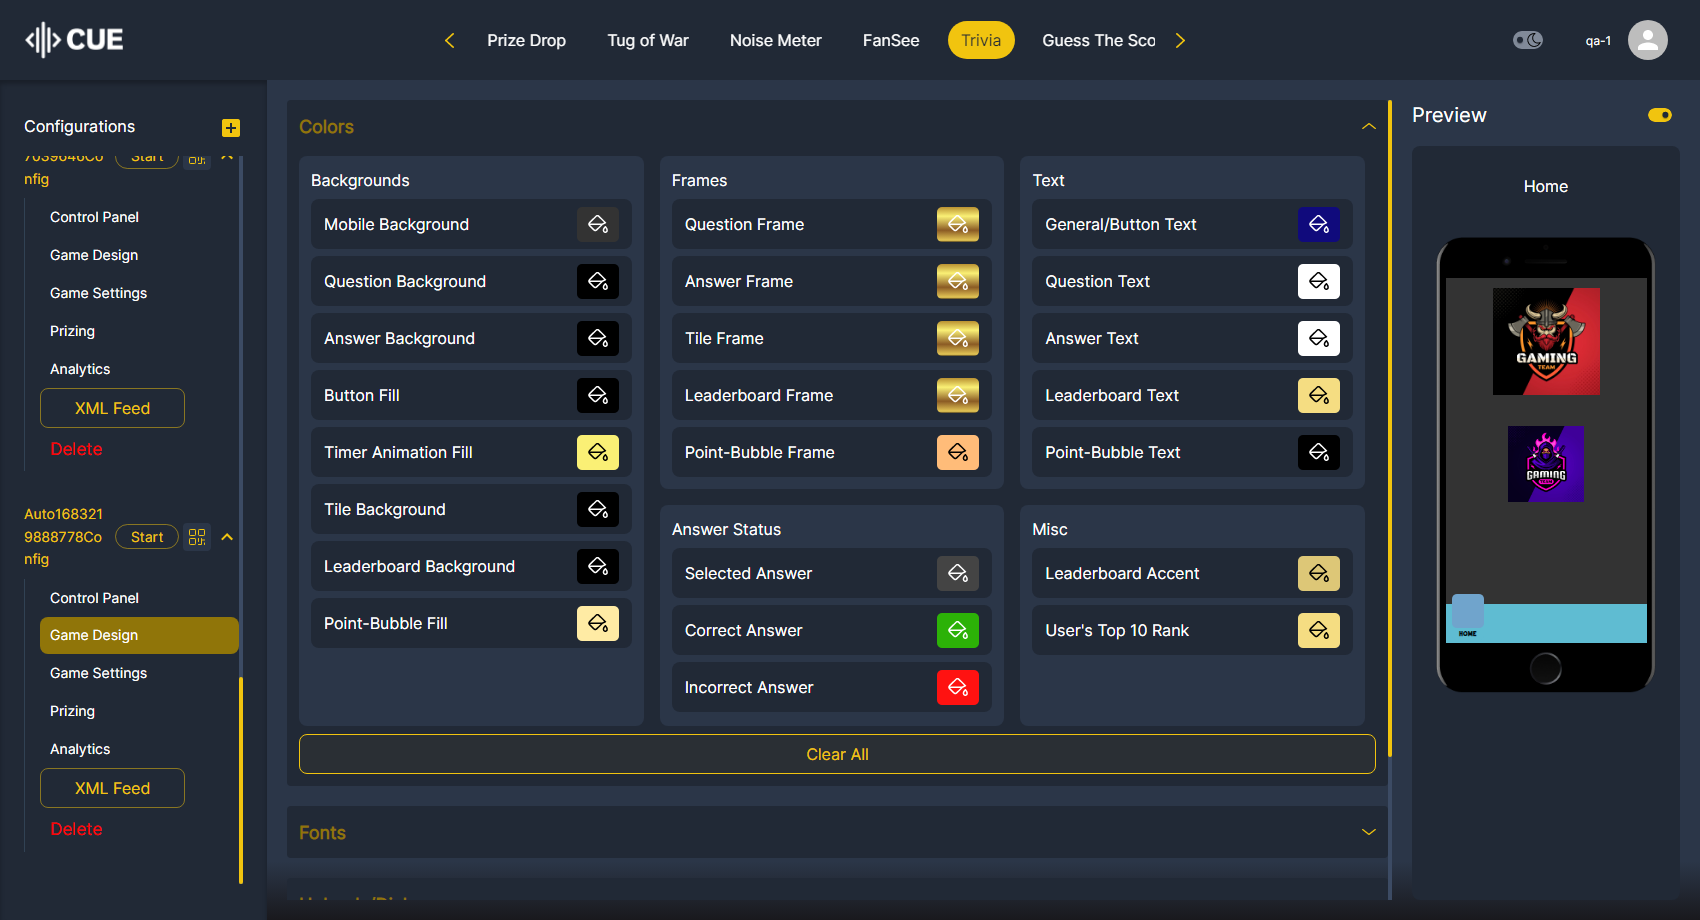 CUE
Prize Drop
Tug of War
Noise Meter
FanSee
Trivia
Guess The Sco
qa-1
Configurations
7039646Co
nfig
Start
Control Panel
Game Design
Game Settings
Prizing
Analytics
XML Feed
Delete
Auto168321
9888778Co
nfig
Start
Control Panel
Game Design
Game Settings
Prizing
Analytics
XML Feed
Delete
Colors
Backgrounds
Mobile Background
Question Background
Answer Background
Button Fill
Timer Animation Fill
Tile Background
Leaderboard Background
Point-Bubble Fill
Frames
Question Frame
Answer Frame
Tile Frame
Leaderboard Frame
Point-Bubble Frame
Text
General/Button Text
Question Text
Answer Text
Leaderboard Text
Point-Bubble Text
Answer Status
Selected Answer
Correct Answer
Incorrect Answer
Misc
Leaderboard Accent
User's Top 10 Rank
Clear All
Fonts
Preview
Home
GAMING
TEAM
GAMING
TEAM
HOME